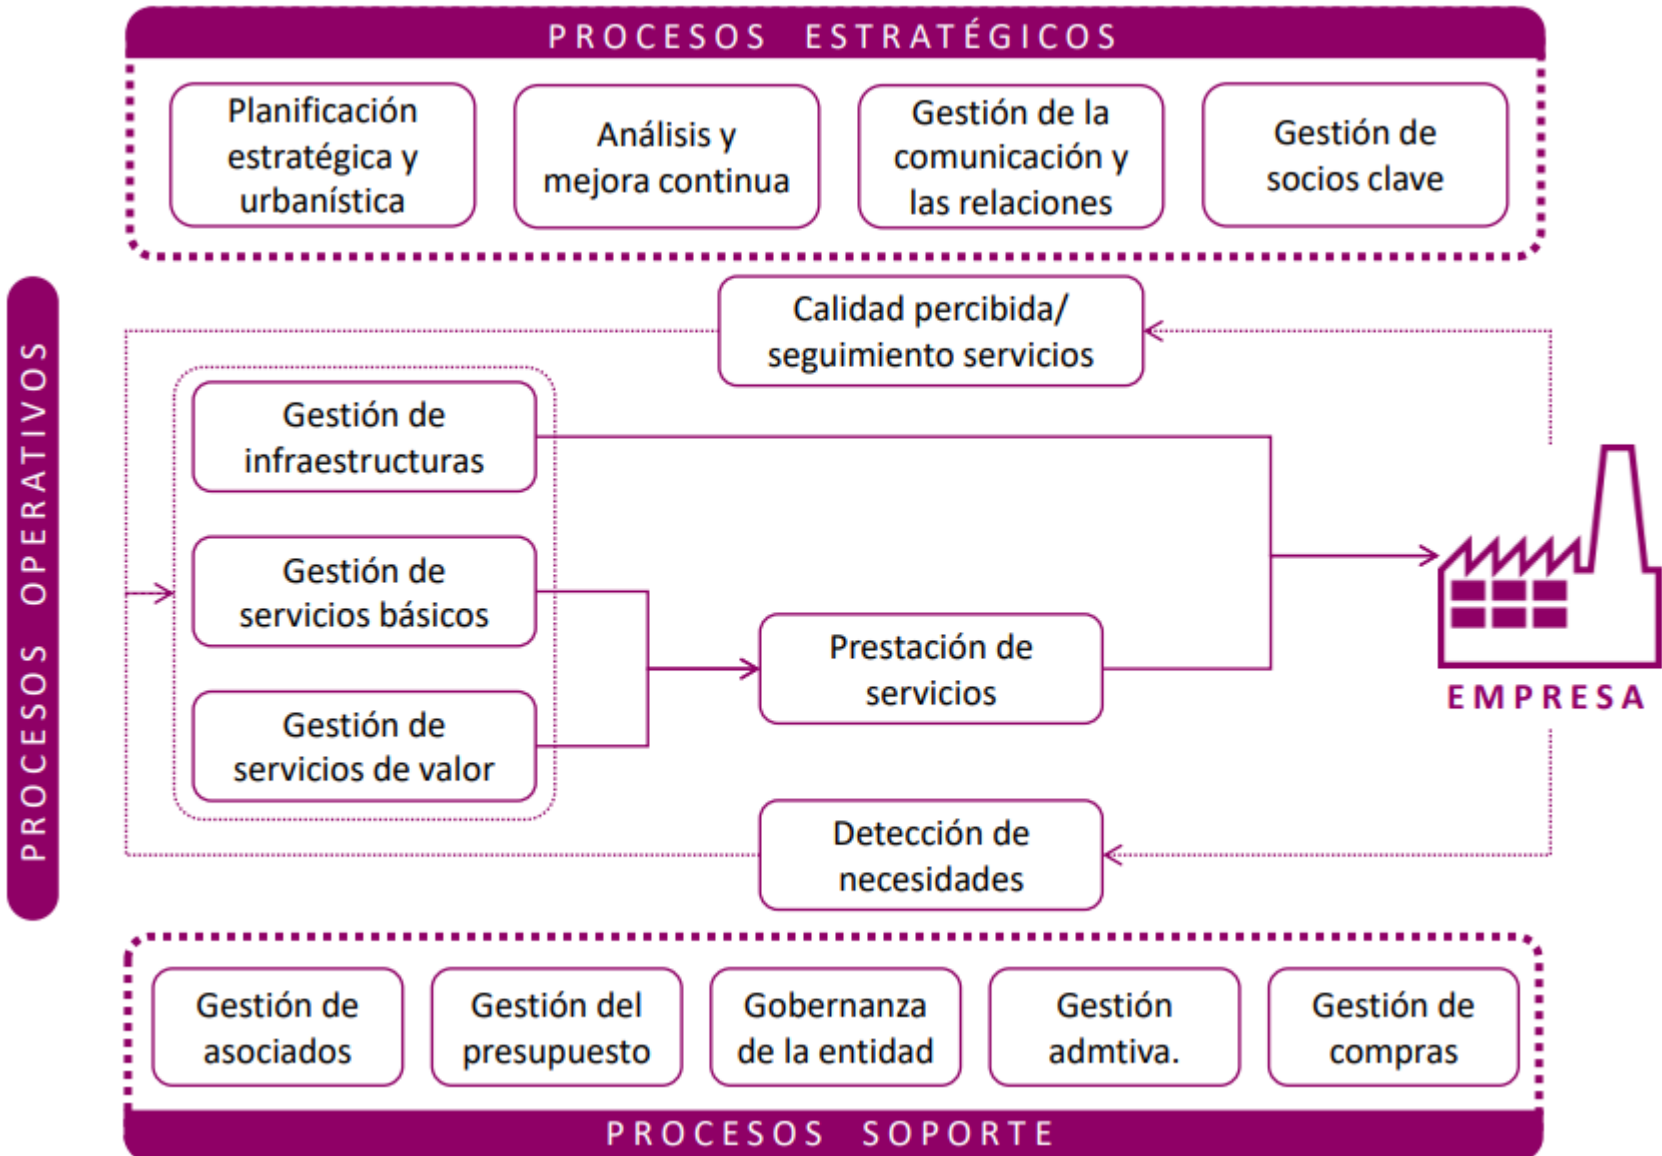 PROCESOS ESTRATÉGICOS
Planificación
estratégica y
urbanística
Análisis y
mejora continua
Gestión de la
comunicación y
las relaciones
Gestión de
socios clave
PROCESOS OPERATIVOS
Calidad percibida/
seguimiento servicios
Gestión de
infraestructuras
Gestión de
servicios básicos
Gestión de
servicios de valor
Prestación de
servicios
EMPRESA
Detección de
necesidades
Gestión de
asociados
Gestión del
presupuesto
Gobernanza
de la entidad
Gestión
admtiva.
Gestión de
compras
PROCESOS SOPORTE